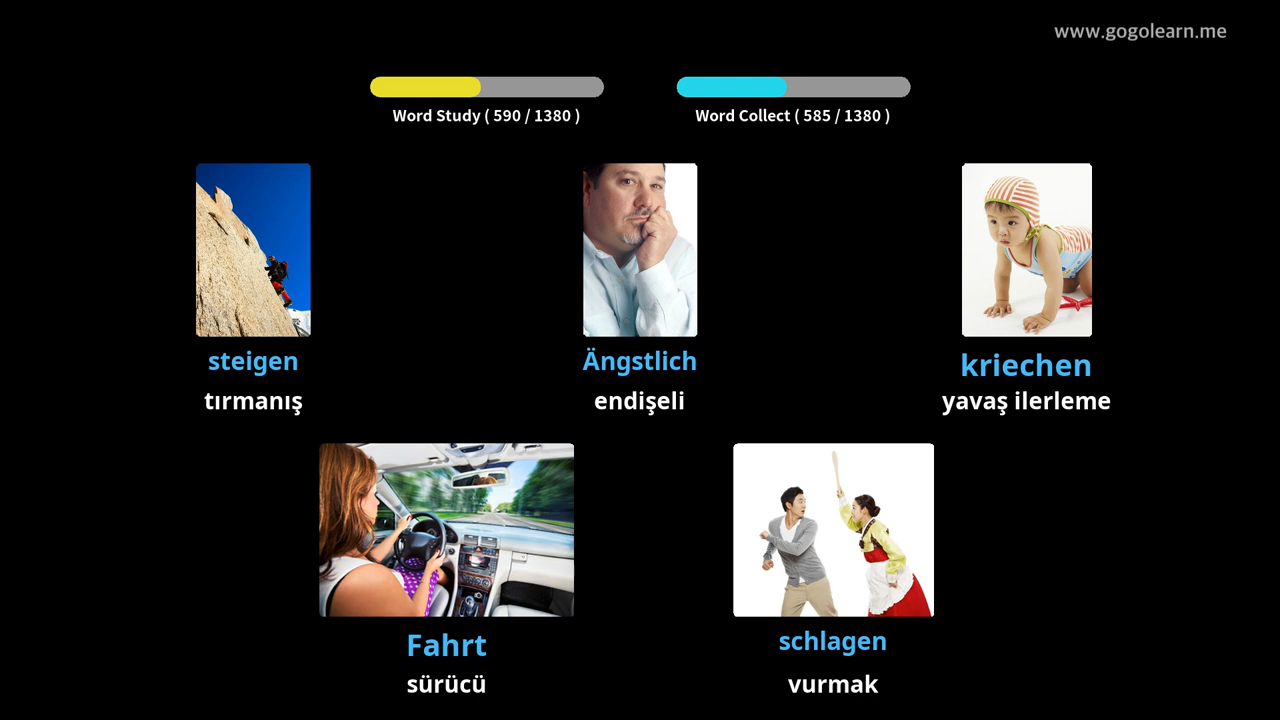 www.gogolearn.me
Word Study ( 590 / 1380 )
Word Collect ( 585 / 1380 )
steigen
tırmanış
Ängstlich
endişeli
kriechen
yavaş ilerleme
Fahrt
sürücü
schlagen
vurmak